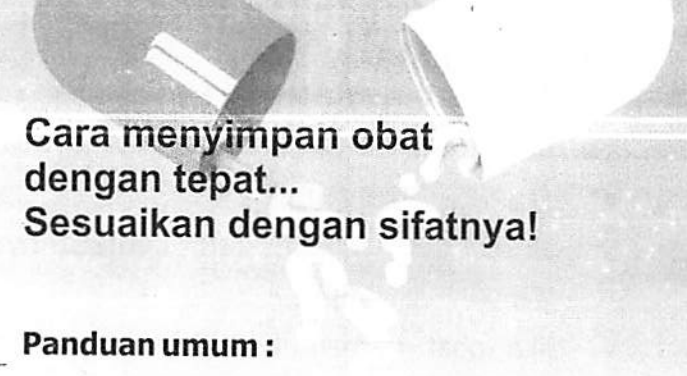 Cara menyimpan obat
dengan tepat...
Sesuaikan dengan sifatnya!
Panduan umum :